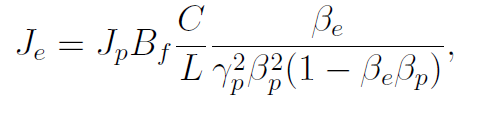 $J_e = J_p B_f \frac{C}{L} \frac{\beta_e}{\gamma_p^2 \beta_p^2 (1 - \beta_e \beta_p)},$